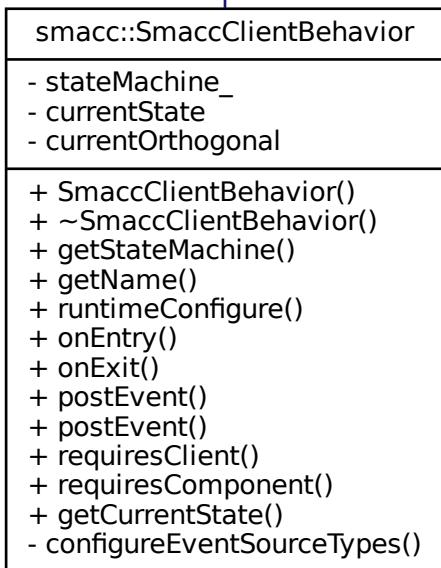 smacc::SmaccClientBehavior
- stateMachine_
- currentState
- currentOrthogonal
+ SmaccClientBehavior()
+ ~SmaccClientBehavior()
+ getStateMachine()
+ getName()
+ runtimeConfigure()
+ onEntry()
+ onExit()
+ postEvent()
+ postEvent()
+ requiresClient()
+ requiresComponent()
+ getCurrentState()
- configureEventSourceTypes()